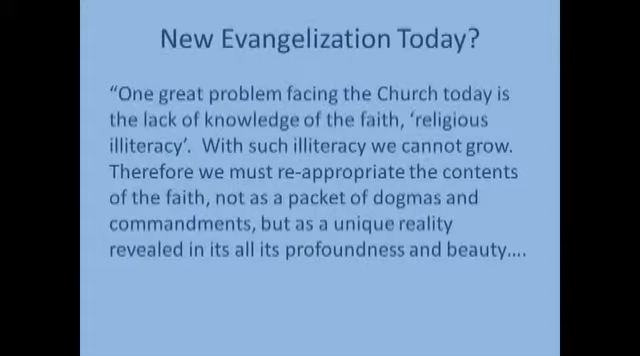 New Evangelization Today?
“One great problem facing the Church today is
the lack of knowledge of the faith, ‘religious
illiteracy’. With such illiteracy we cannot grow.
Therefore we must re-appropriate the contents
of the faith, not as a packet of dogmas and
commandments, but as a unique reality
revealed in its all its profoundness and beauty….